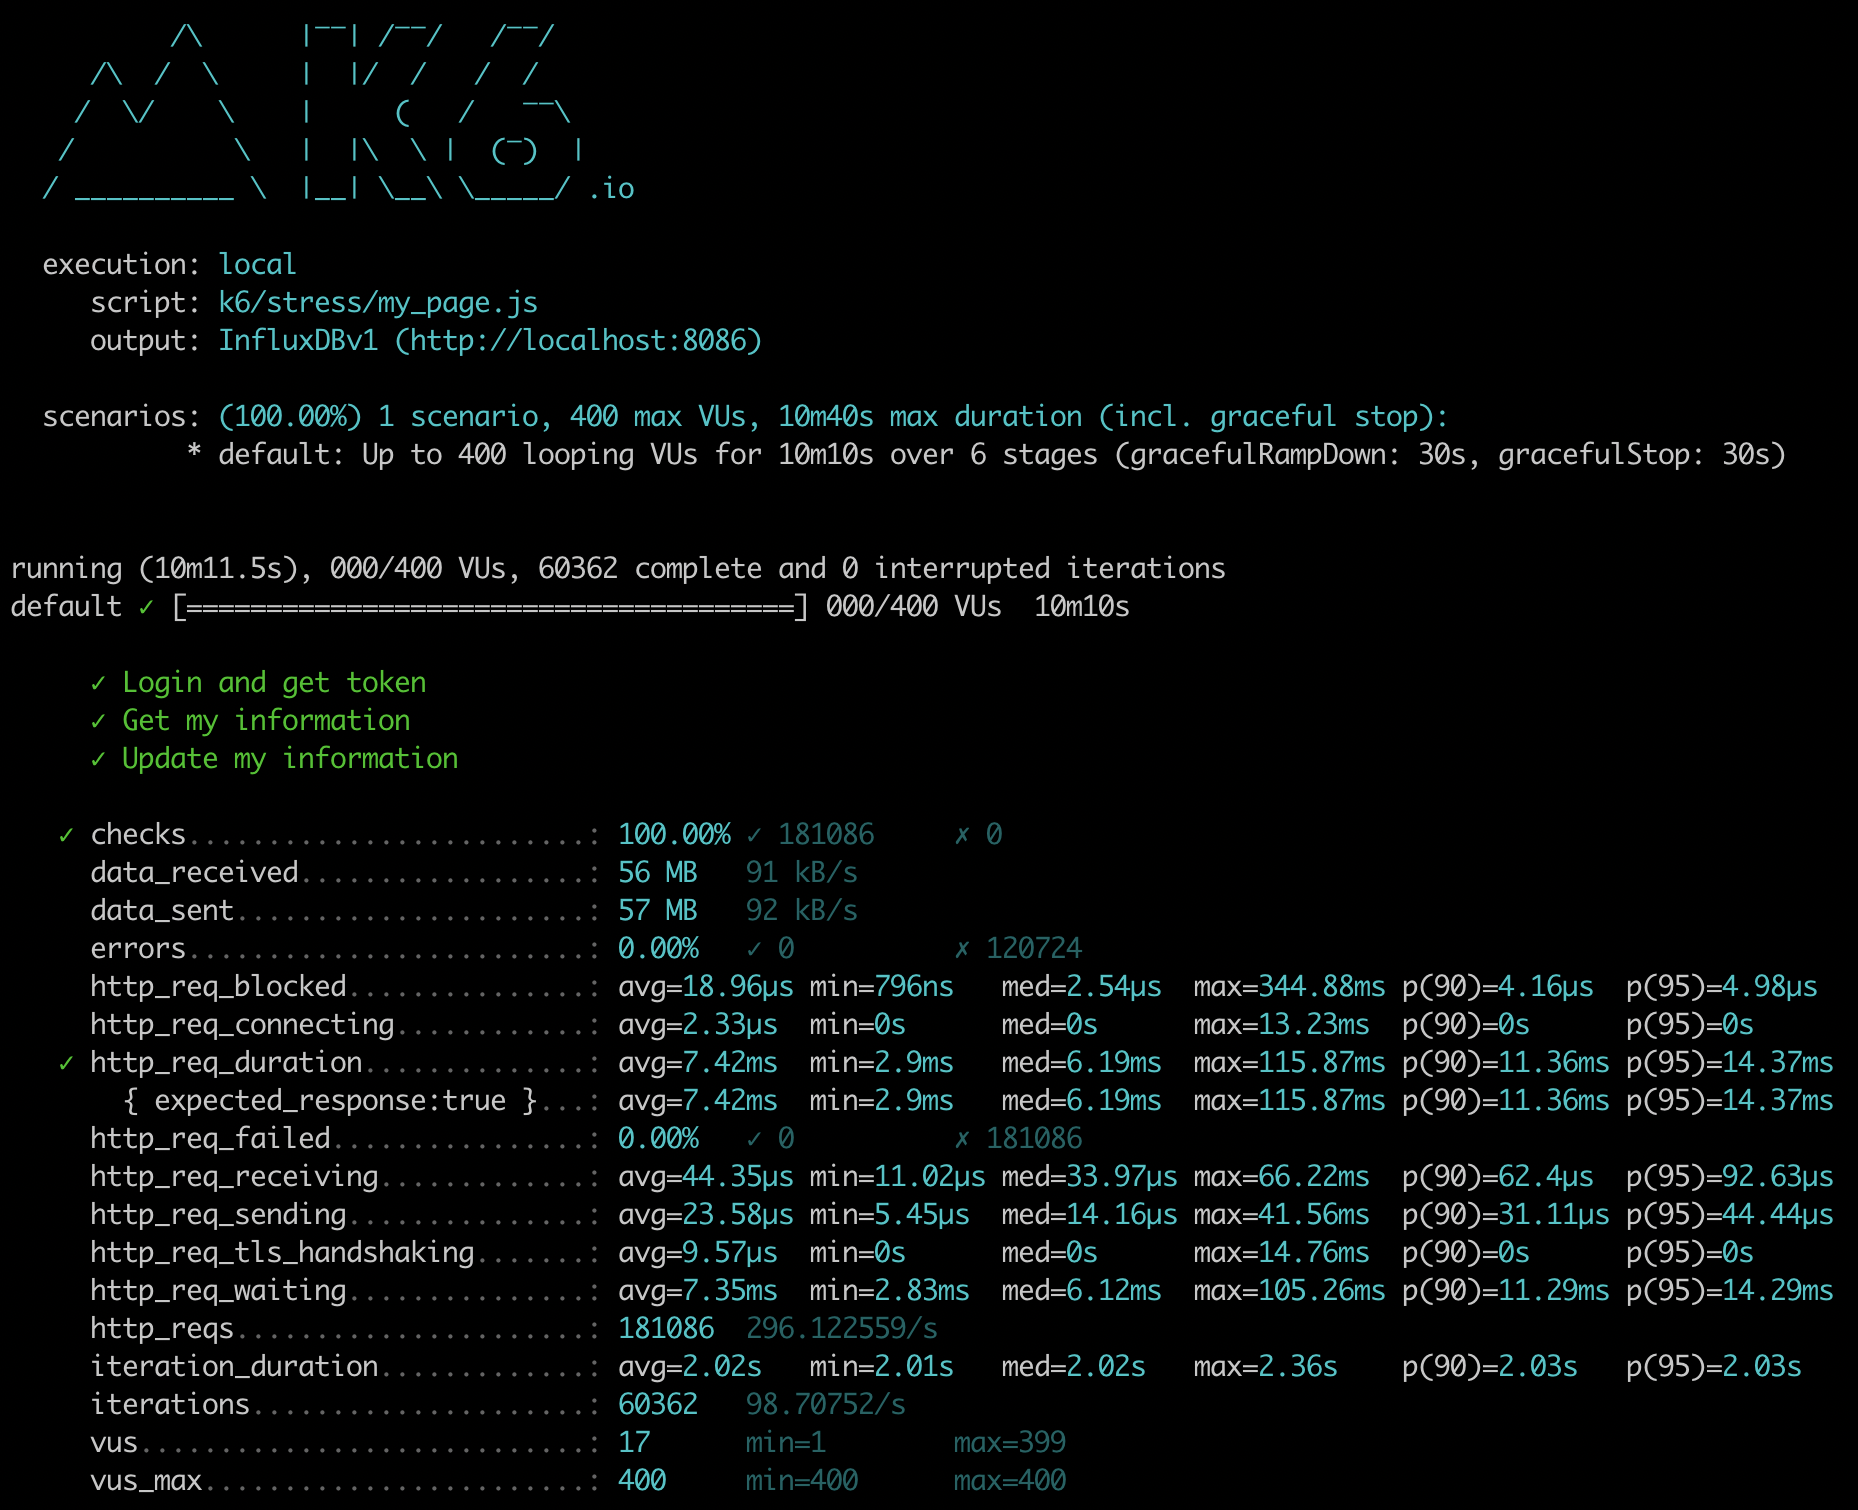 /\      |‾‾| /‾‾/   /‾‾/
     /\  /  \     |  |/  /   /  /
    /  \/    \    |     (   /   ‾‾\
   /          \   |  |\  \ |  (‾)  |
  / __________ \  |__| \__\ \_____/ .io
  execution: local
     script: k6/stress/my_page.js
     output: InfluxDBv1 (http://localhost:8086)
  scenarios: (100.00%) 1 scenario, 400 max VUs, 10m40s max duration (incl. graceful stop):
           * default: Up to 400 looping VUs for 10m10s over 6 stages (gracefulRampDown: 30s, gracefulStop: 30s)
running (10m11.5s), 000/400 VUs, 60362 complete and 0 interrupted iterations
default ✓ [======================================] 000/400 VUs  10m10s
     ✓ Login and get token
     ✓ Get my information
     ✓ Update my information
   ✓ checks.........................: 100.00% ✓ 181086     ✗ 0
     data_received..................: 56 MB   91 kB/s
     data_sent......................: 57 MB   92 kB/s
     errors.........................: 0.00%   ✓ 0          ✗ 120724
     http_req_blocked...............: avg=18.96µs min=796ns   med=2.54µs  max=344.88ms p(90)=4.16µs  p(95)=4.98µs
     http_req_connecting............: avg=2.33µs  min=0s      med=0s      max=13.23ms  p(90)=0s      p(95)=0s
   ✓ http_req_duration..............: avg=7.42ms  min=2.9ms   med=6.19ms  max=115.87ms p(90)=11.36ms p(95)=14.37ms
       { expected_response:true }...: avg=7.42ms  min=2.9ms   med=6.19ms  max=115.87ms p(90)=11.36ms p(95)=14.37ms
     http_req_failed................: 0.00%   ✓ 0          ✗ 181086
     http_req_receiving.............: avg=44.35µs min=11.02µs med=33.97µs max=66.22ms  p(90)=62.4µs  p(95)=92.63µs
     http_req_sending...............: avg=23.58µs min=5.45µs  med=14.16µs max=41.56ms  p(90)=31.11µs p(95)=44.44µs
     http_req_tls_handshaking.......: avg=9.57µs  min=0s      med=0s      max=14.76ms  p(90)=0s      p(95)=0s
     http_req_waiting...............: avg=7.35ms  min=2.83ms  med=6.12ms  max=105.26ms p(90)=11.29ms p(95)=14.29ms
     http_reqs......................: 181086  296.122559/s
     iteration_duration.............: avg=2.02s   min=2.01s   med=2.02s   max=2.36s    p(90)=2.03s   p(95)=2.03s
     iterations.....................: 60362   98.70752/s
     vus............................: 17      min=1        max=399
     vus_max........................: 400     min=400      max=400